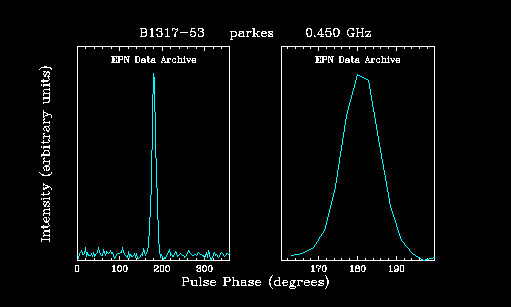 B1317-53 parkes 0.450 GHz
EPN Data Archive EPN Data Archive
Intensity (arbitrary units)
0 100 200 300 170 180 190
Pulse Phase (degrees)